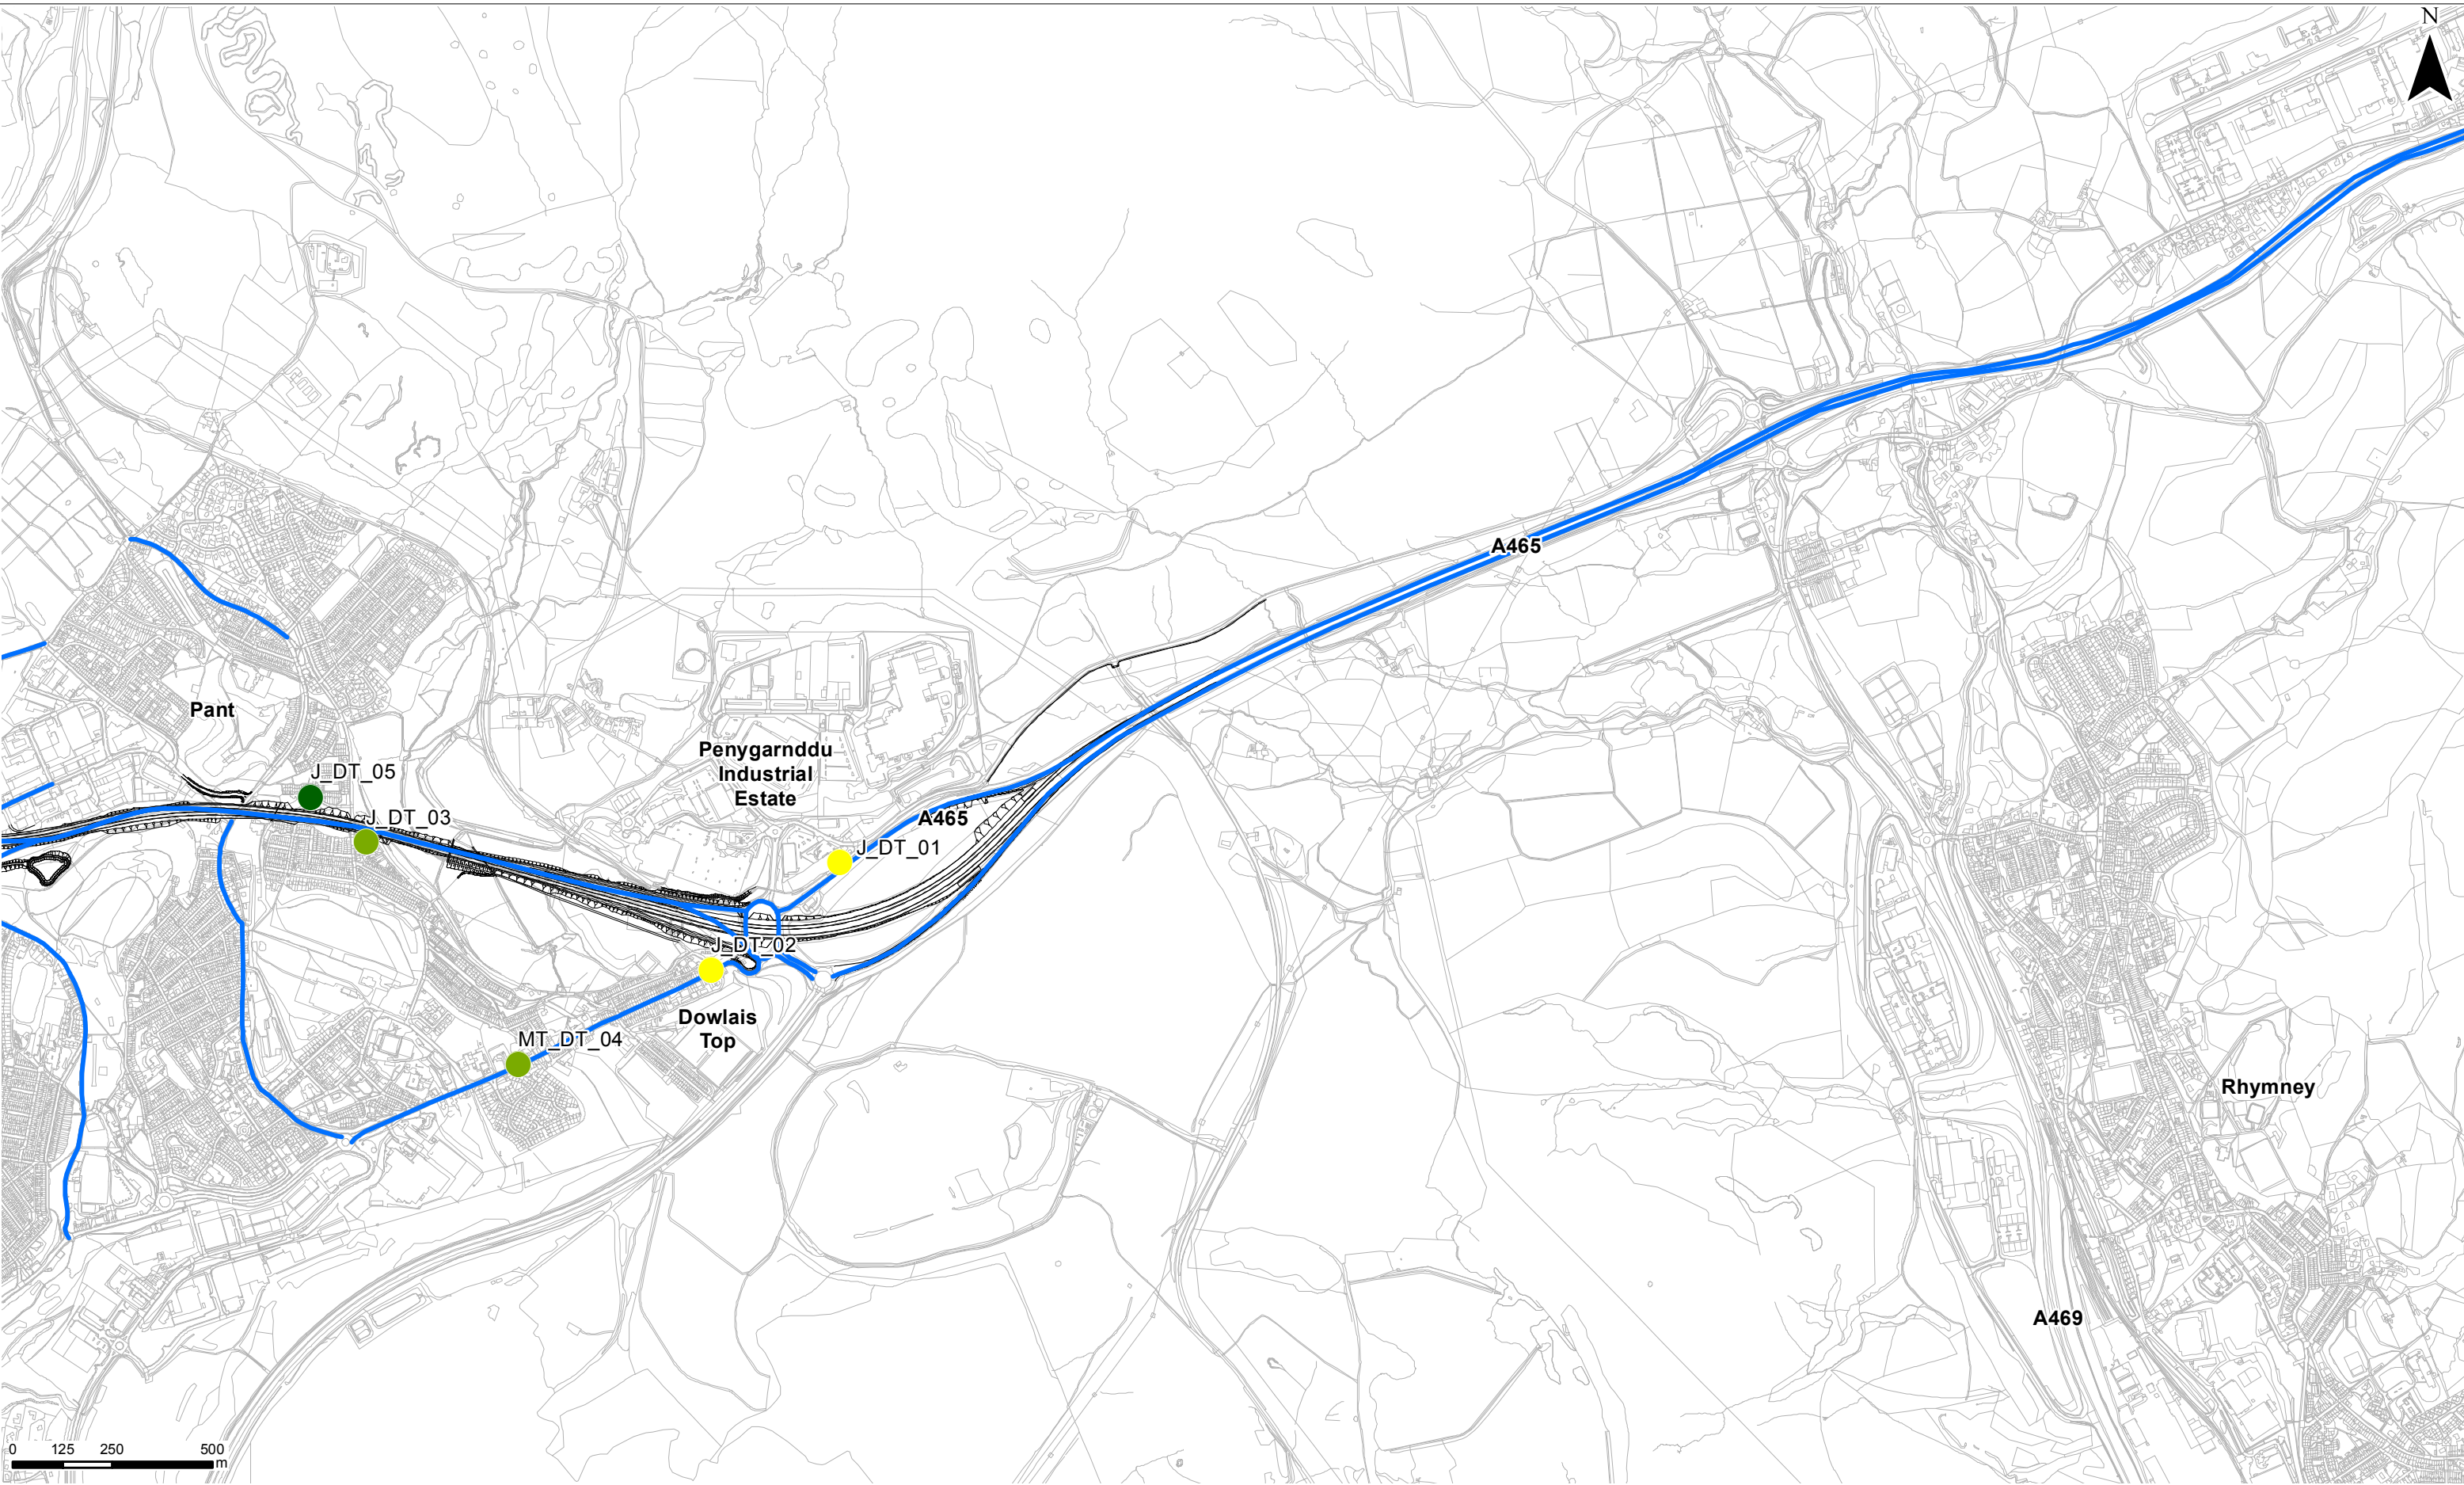 N
A465
Pant
Penygarnddu
Industrial
Estate
J_DT_05
J_DT_03
A465
J_DT_01
J_DT_02
Dowlais
Top
MT_DT_04
Rhymney
A469
0 125 250 500
m